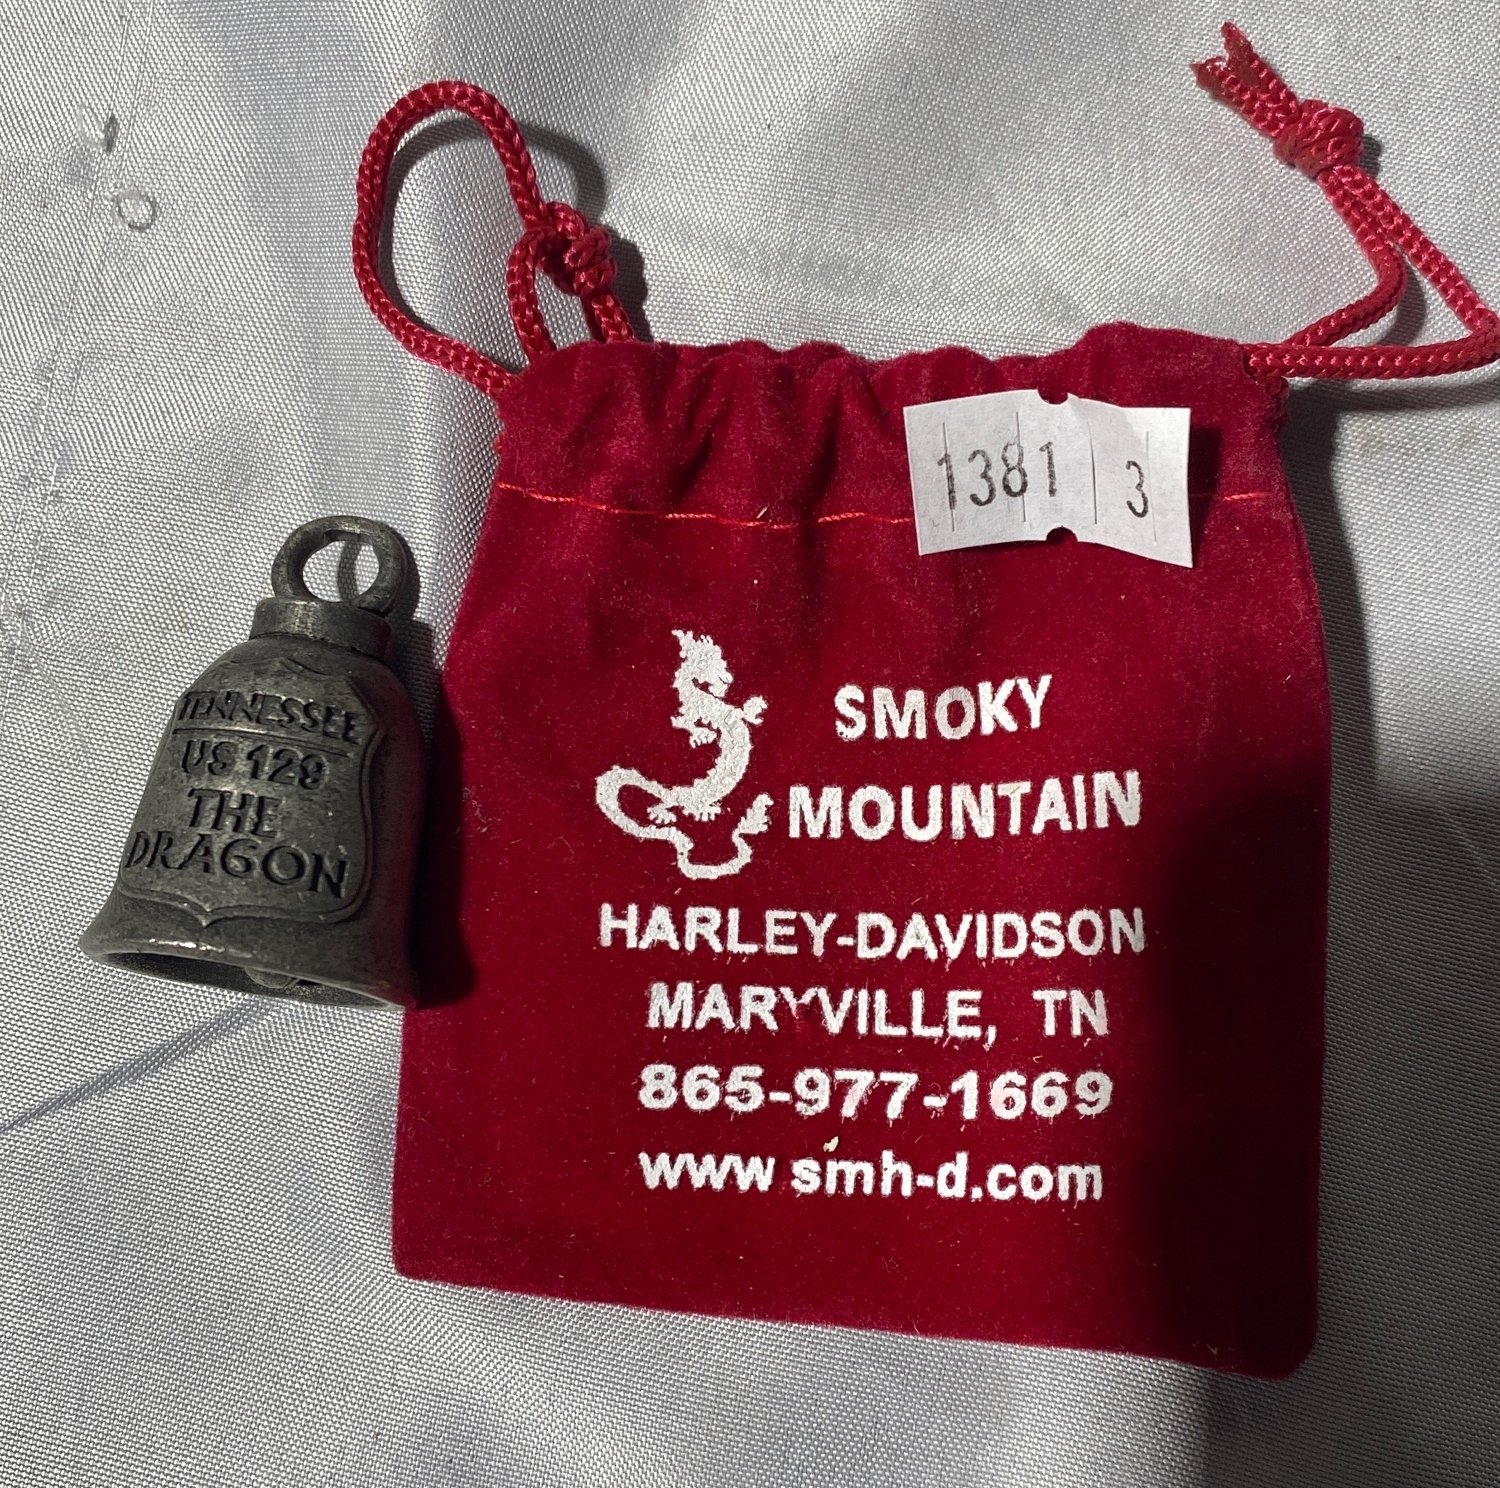 1381 3
TENNESSEE
US 129
THE
DRAGON
SMOKY
MOUNTAIN
HARLEY-DAVIDSON
MARYVILLE, TN
865-977-1669
www smh-d.com